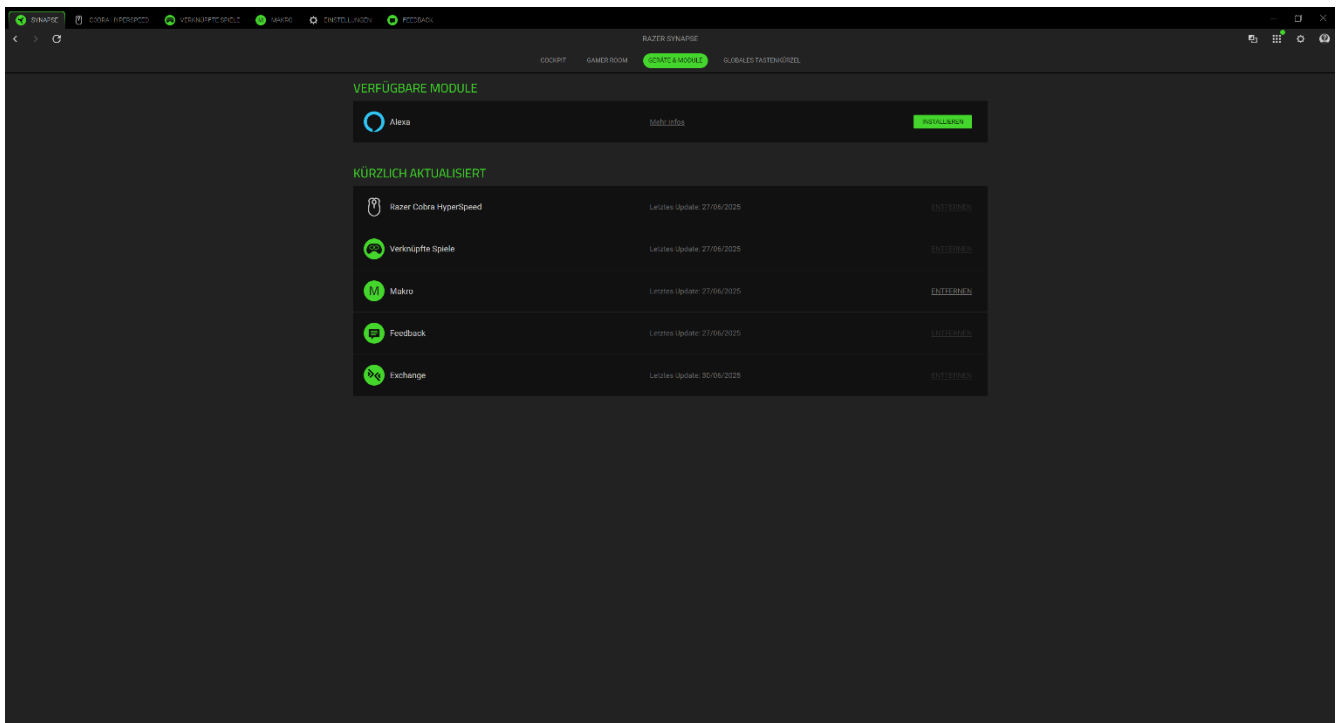 SYNAPSE COBRA HYPERSPEED VERKNÜPFTE SPIELE M MAKRO EINSTELLUNGEN FEEDBACK
RAZER SYNAPSE
COCKPIT GAMER ROOM GERÄTE & MODULE GLOBALES TASTENKÜRZEL
VERFÜGBARE MODULE
Alexa Mehr infos INSTALLIEREN
KÜRZLICH AKTUALISIERT
Razer Cobra HyperSpeed Letztes Update: 27/06/2025 ENTFERNEN
Verknüpfte Spiele Letztes Update: 27/06/2025 ENTFERNEN
M Makro Letztes Update: 27/06/2025 ENTFERNEN
Feedback Letztes Update: 27/06/2025 ENTFERNEN
Exchange Letztes Update: 30/06/2025 ENTFERNEN